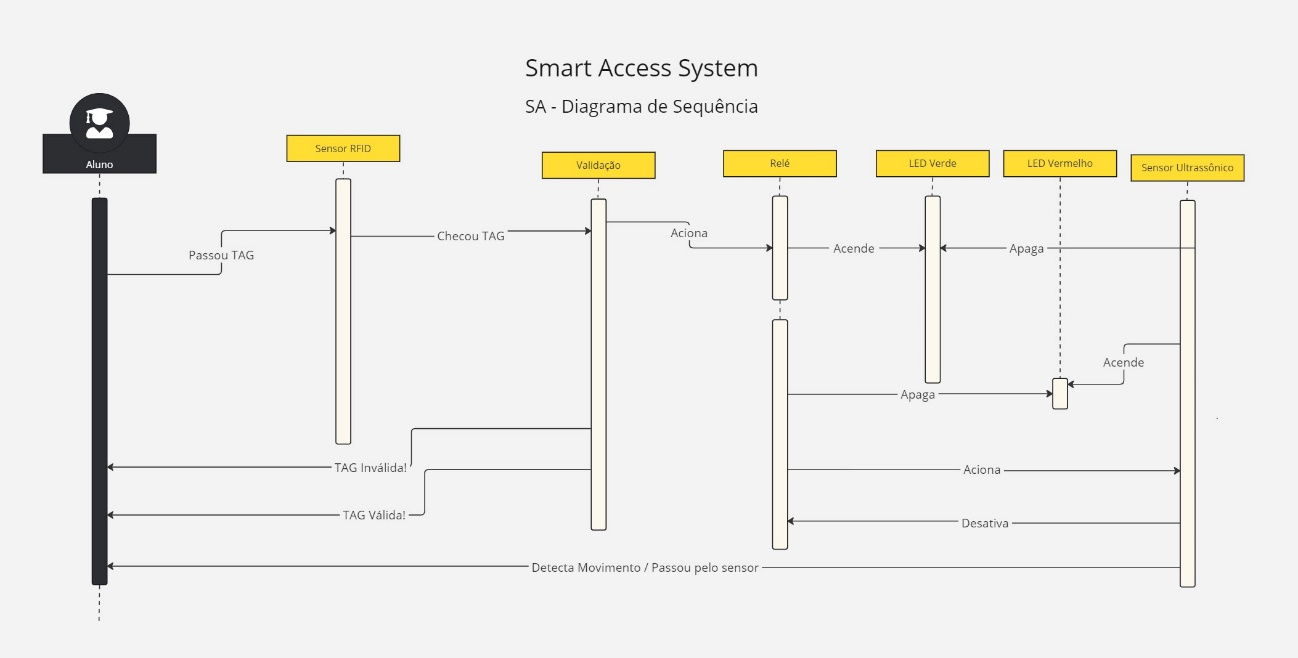 Smart Access System
SA - Diagrama de Sequência
Aluno
Sensor RFID
Validação
Relé
LED Verde
LED Vermelho
Sensor Ultrassônico
Passou TAG
Checou TAG
Aciona
Acende
Apaga
Acende
Apaga
TAG Inválida!
Aciona
TAG Válida!
Desativa
Detecta Movimento / Passou pelo sensor